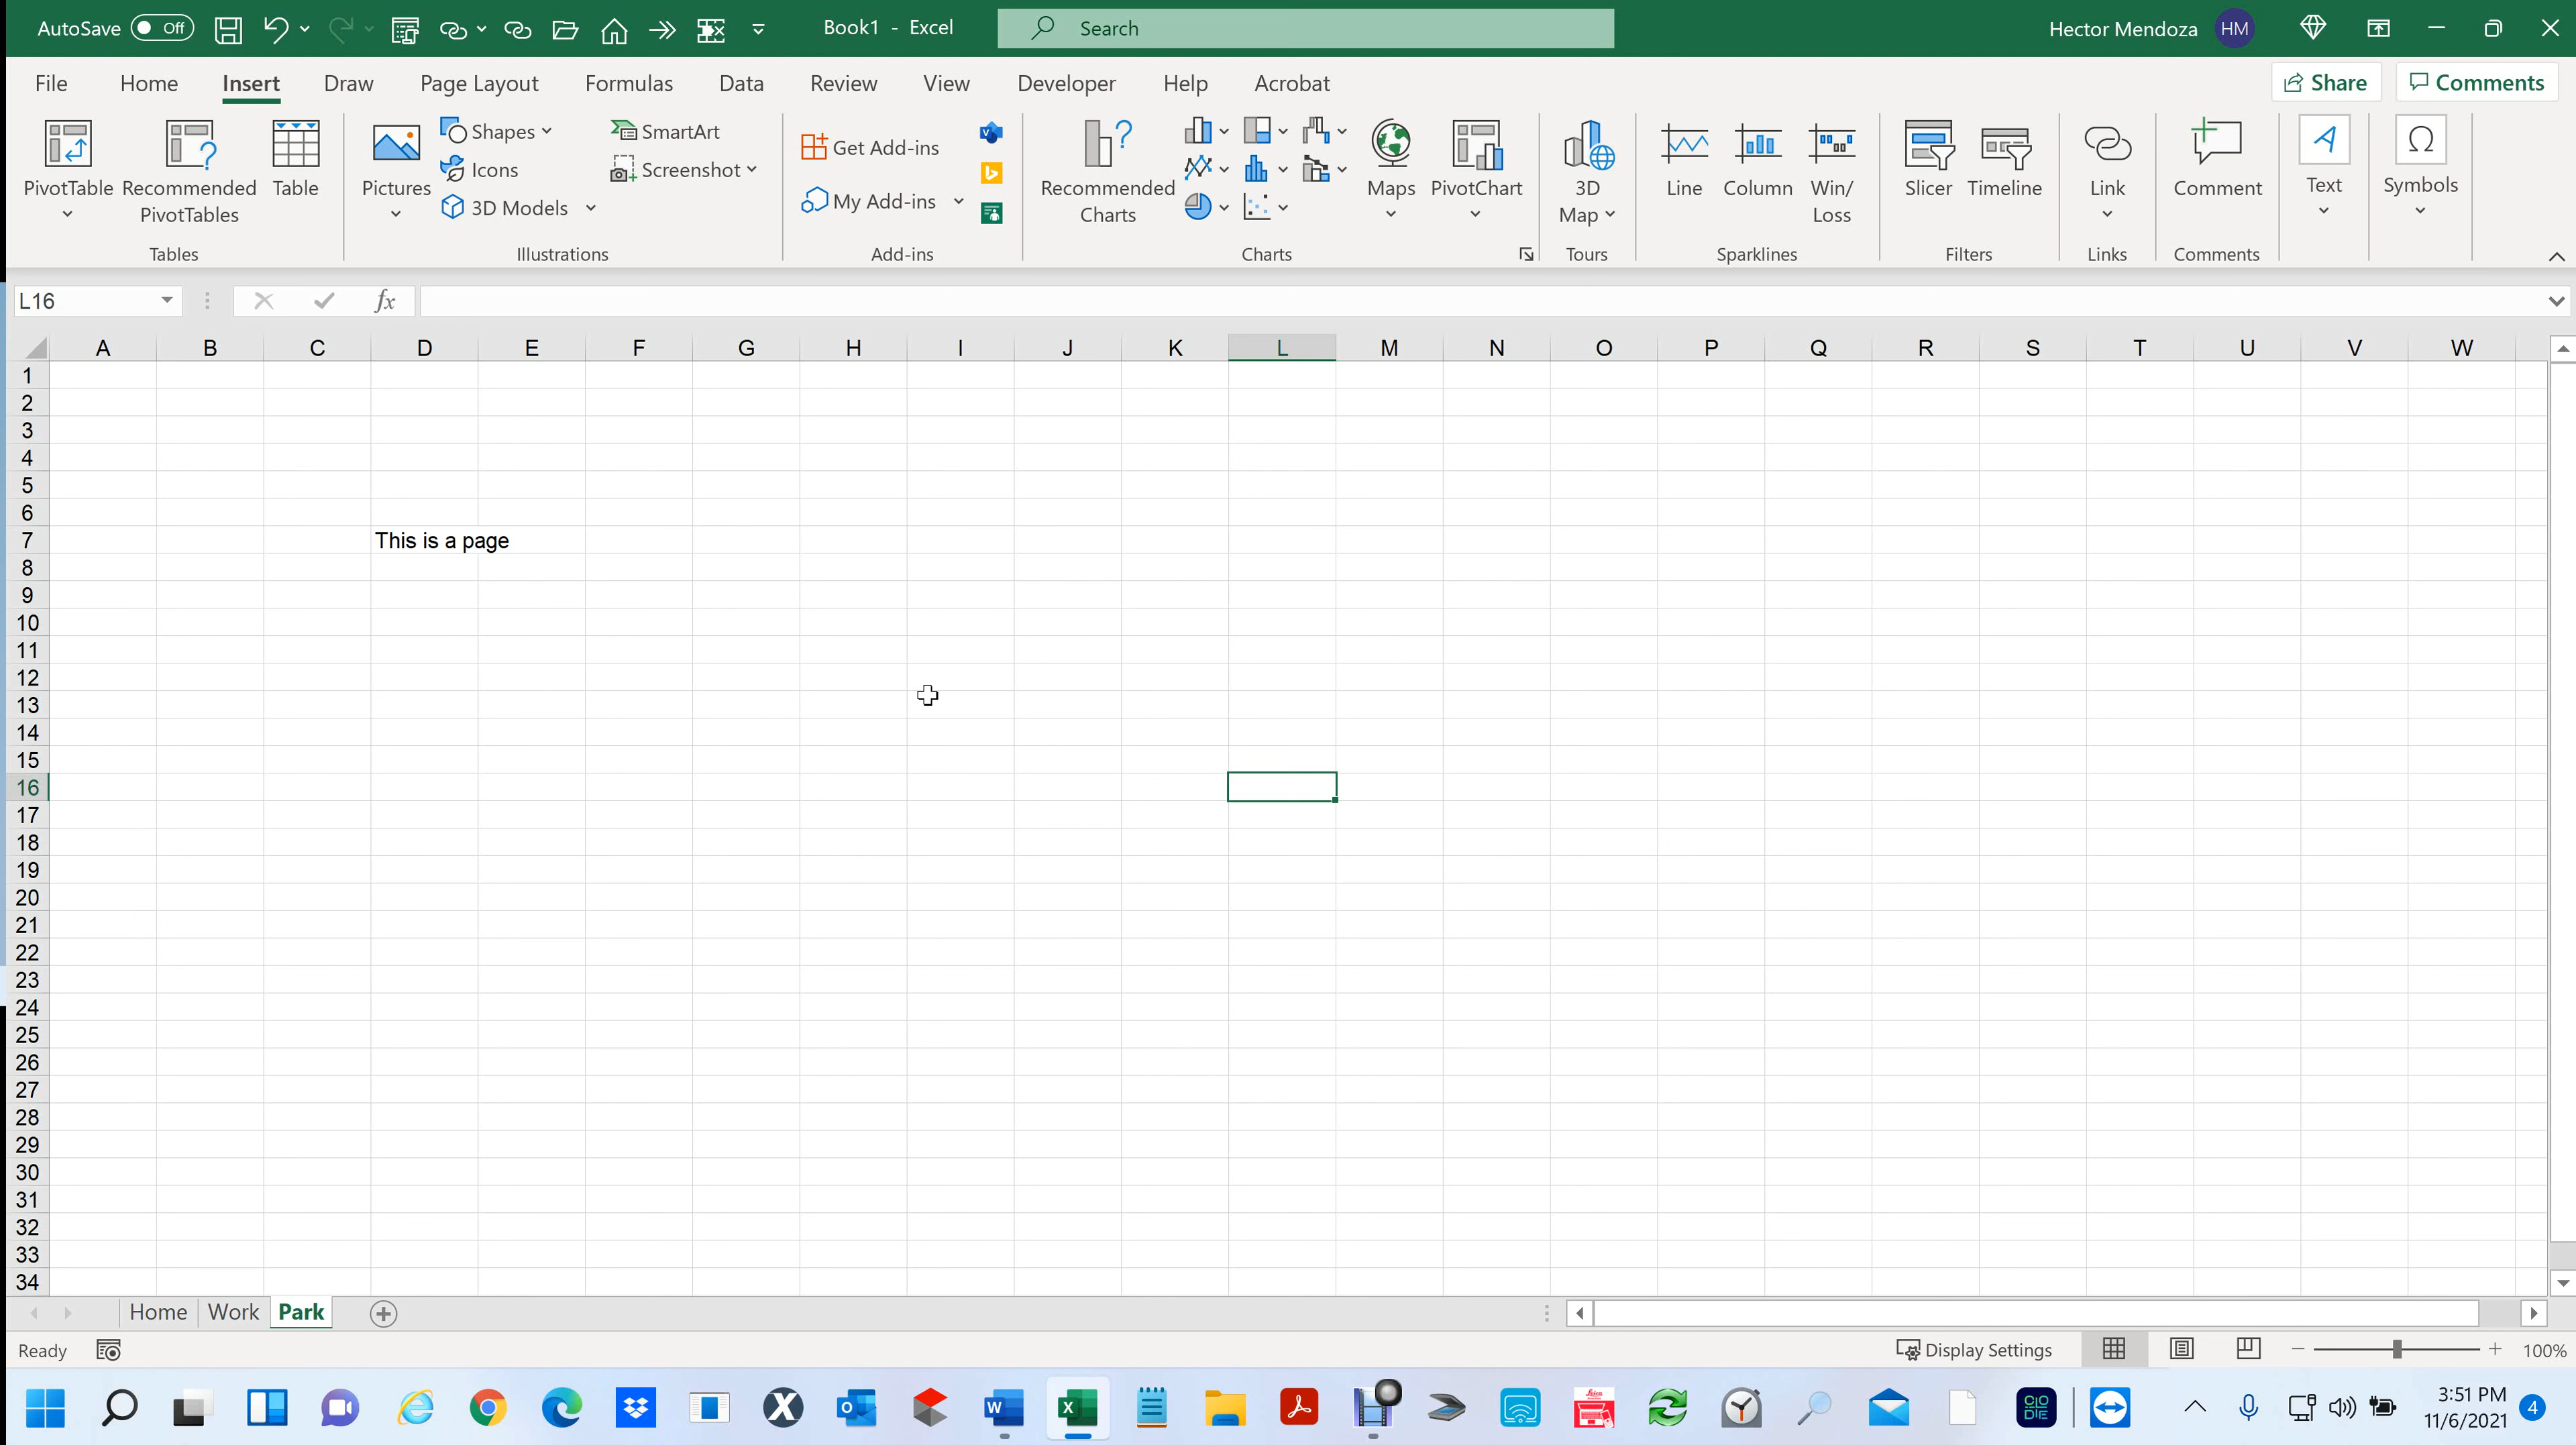 AutoSave Off Book1 - Excel Search Hector Mendoza HM
File Home Insert Draw Page Layout Formulas Data Review View Developer Help Acrobat Share Comments
PivotTable Recommended PivotTables Table
Pictures Shapes Icons 3D Models SmartArt Screenshot
Get Add-ins
My Add-ins
Recommended Charts Maps PivotChart
3D Map
Line Column Win/Loss
Slicer Timeline
Link Comment Text Symbols
Tables Illustrations Add-ins Charts Tours Sparklines Filters Links Comments
L16 fx
A B C D E F G H I J K L M N O P Q R S T U V W
1
2
3
4
5
6
7 This is a page
8
9
10
11
12
13
14
15
16
17
18
19
20
21
22
23
24
25
26
27
28
29
30
31
32
33
34
Home Work Park
Ready Display Settings 100%
3:51 PM
11/6/2021 4